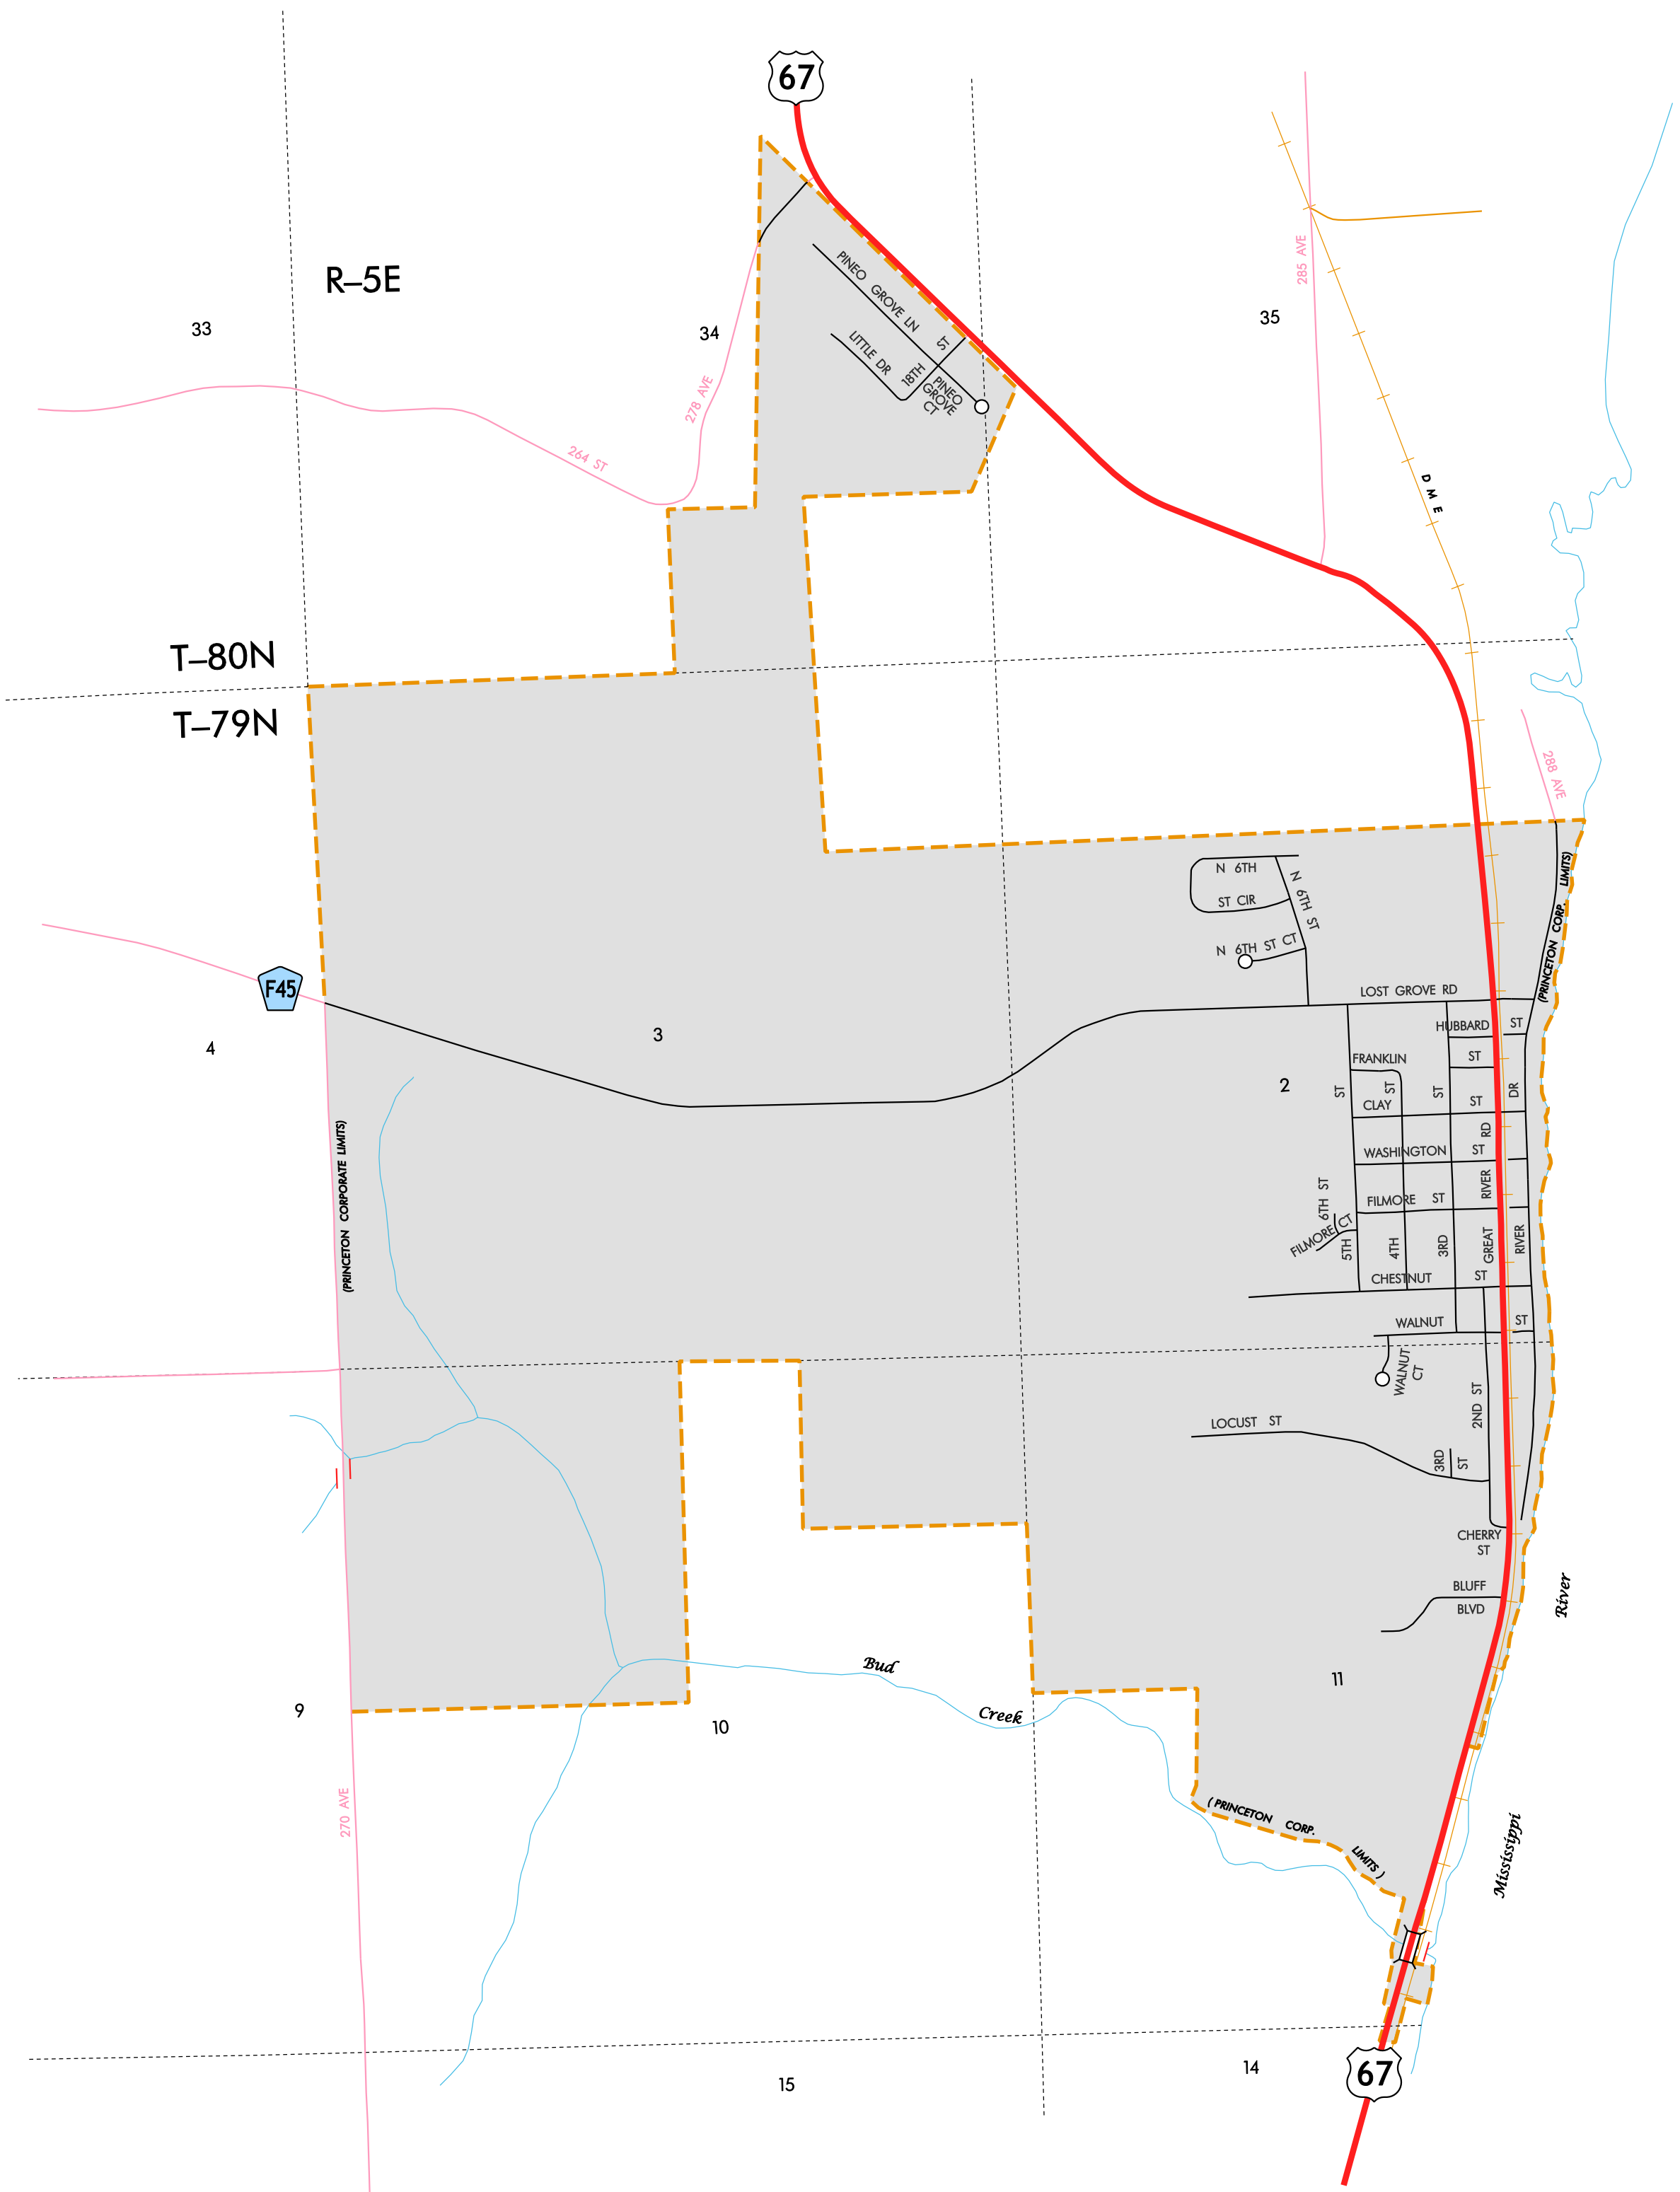 67
R–5E
33
34
35
285 AVE
PINEO GROVE LN
LITTLE DR
18TH ST
PINEO
GROVE
CT
278 AVE
264 ST
D M E
T–80N
T–79N
288 AVE
N 6TH
ST CIR
N 6TH ST
N 6TH ST CT
(PRINCETON CORP. LIMITS)
F45
LOST GROVE RD
3
4
2
HUBBARD ST
FRANKLIN ST
CLAY ST
WASHINGTON ST
FILMORE ST
6TH ST
FILMORE CT
5TH ST
4TH ST
3RD ST
GREAT RIVER RD
RIVER DR
CHESTNUT ST
(PRINCETON CORPORATE LIMITS)
WALNUT ST
WALNUT
CT
2ND ST
LOCUST ST
3RD
ST
CHERRY
ST
BLUFF
BLVD
River
Bud
Creek
9
10
11
270 AVE
( PRINCETON CORP.
LIMITS )
Mississippi
15
14
67